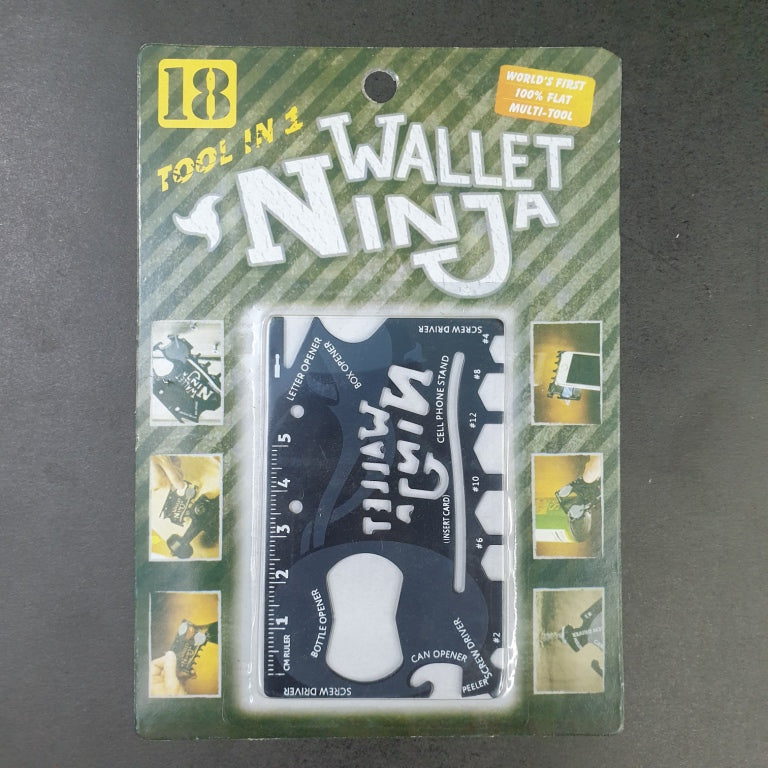 18
TOOL IN 1
WORLD'S FIRST
100% FLAT
MULTI-TOOL
WALLET
NINJA
SCREW DRIVER
LETTER OPENER
BOX OPENER
CELL PHONE STAND
(INSERT CARD)
WALLET
NINJA
#4
#8
#12
#10
#6
#2
5
4
3
2
1
CM RULER
BOTTLE OPENER
CAN OPENER
SCREW DRIVER
PEELER
SCREW DRIVER